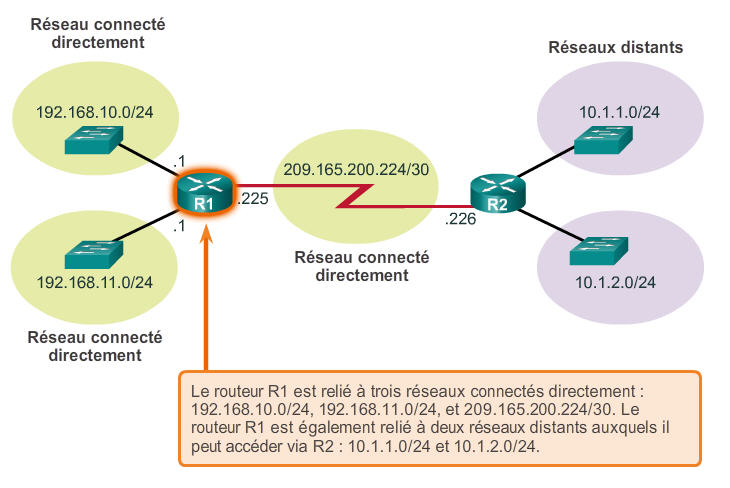 Réseau connecté
directement
Réseaux distants
192.168.10.0/24
10.1.1.0/24
.1
209.165.200.224/30
R1
.225
R2
.1
.226
Réseau connecté
directement
192.168.11.0/24
10.1.2.0/24
Réseau connecté
directement
Le routeur R1 est relié à trois réseaux connectés directement :
192.168.10.0/24, 192.168.11.0/24, et 209.165.200.224/30. Le
routeur R1 est également relié à deux réseaux distants auxquels il
peut accéder via R2 : 10.1.1.0/24 et 10.1.2.0/24.